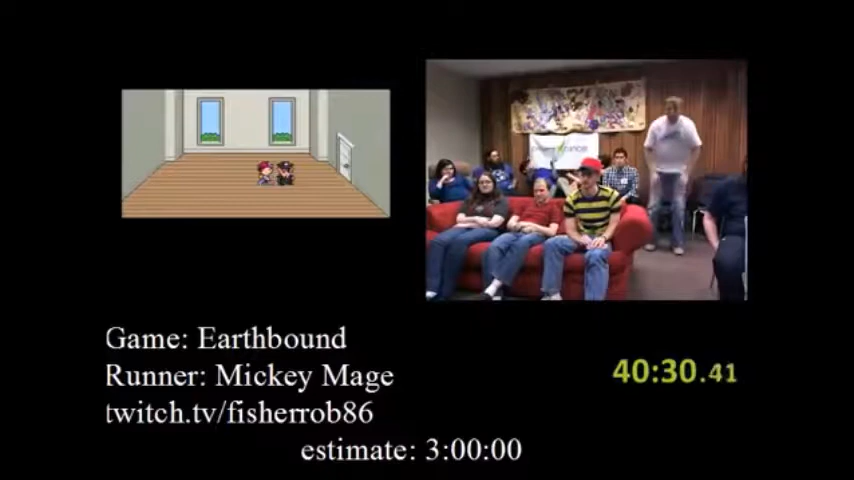 Game: Earthbound
Runner: Mickey Mage
40:30.41
twitch.tv/fisherrob86
estimate: 3:00:00